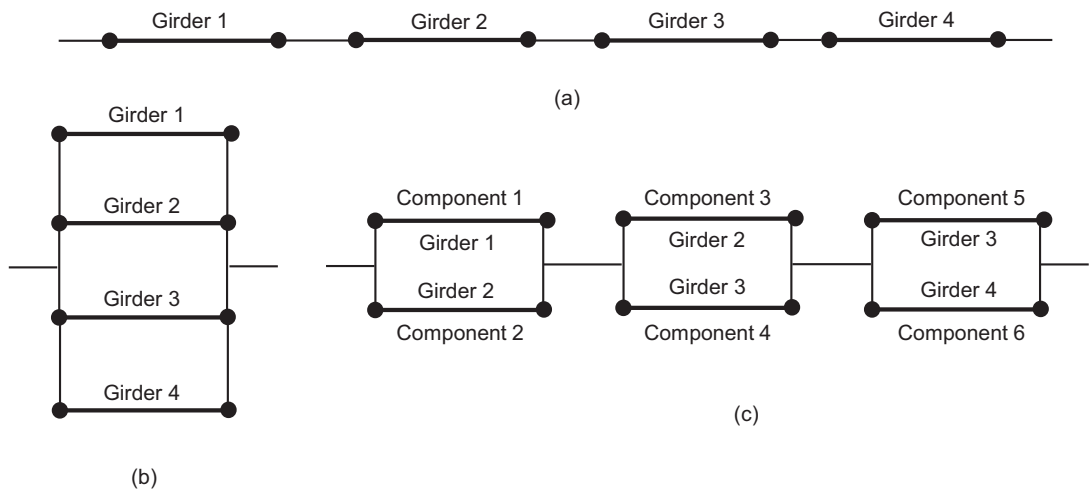 Girder 1
Girder 2
Girder 3
Girder 4
(a)
Girder 1
Girder 2
Girder 3
Girder 4
(b)
Component 1
Component 3
Component 5
Girder 1
Girder 2
Girder 3
Girder 2
Girder 3
Girder 4
Component 2
Component 4
Component 6
(c)